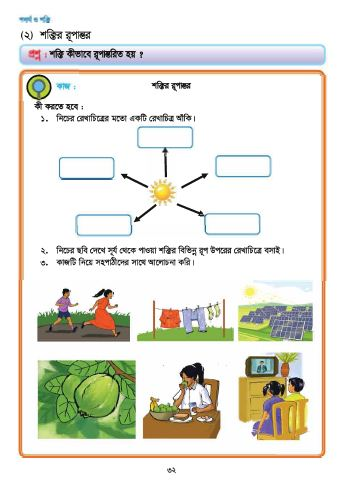 পদার্থ ও শক্তি
(২) শক্তির রূপান্তর
প্রশ্ন : শক্তি কীভাবে রূপান্তরিত হয় ?
কাজ : শক্তির রূপান্তর
কী করতে হবে :
১. নিচের রেখাচিত্রের মতো একটি রেখাচিত্র আঁকি।
২. নিচের ছবি দেখে সূর্য থেকে পাওয়া শক্তির বিভিন্ন রূপ উপরের রেখাচিত্রে বসাই।
৩. কাজটি নিয়ে সহপাঠীদের সাথে আলোচনা করি।
৩২